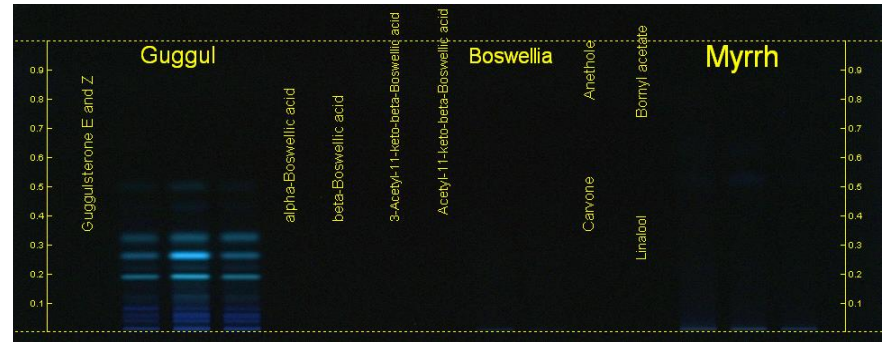 Guggul
Boswellia
Myrrh
Guggulsterone E and Z
alpha-Boswellic acid
beta-Boswellic acid
3-Acetyl-11-keto-beta-Boswellic acid
Acetyl-11-keto-beta-Boswellic acid
Anethole
Carvone
Bornyl acetate
Linalool
0.9
0.8
0.7
0.6
0.5
0.4
0.3
0.2
0.1
0.9
0.8
0.7
0.6
0.5
0.4
0.3
0.2
0.1